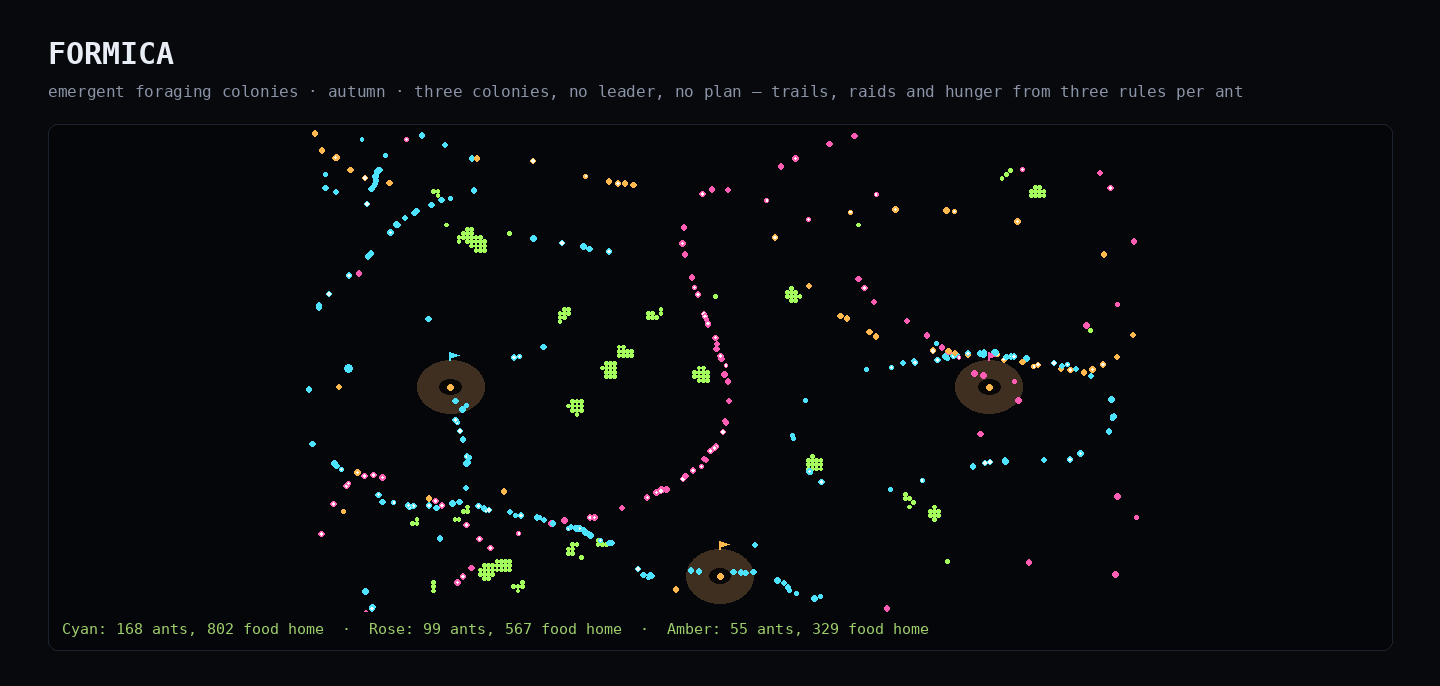 FORMICA
emergent foraging colonies · autumn · three colonies, no leader, no plan — trails, raids and hunger from three rules per ant
Cyan: 168 ants, 802 food home · Rose: 99 ants, 567 food home · Amber: 55 ants, 329 food home